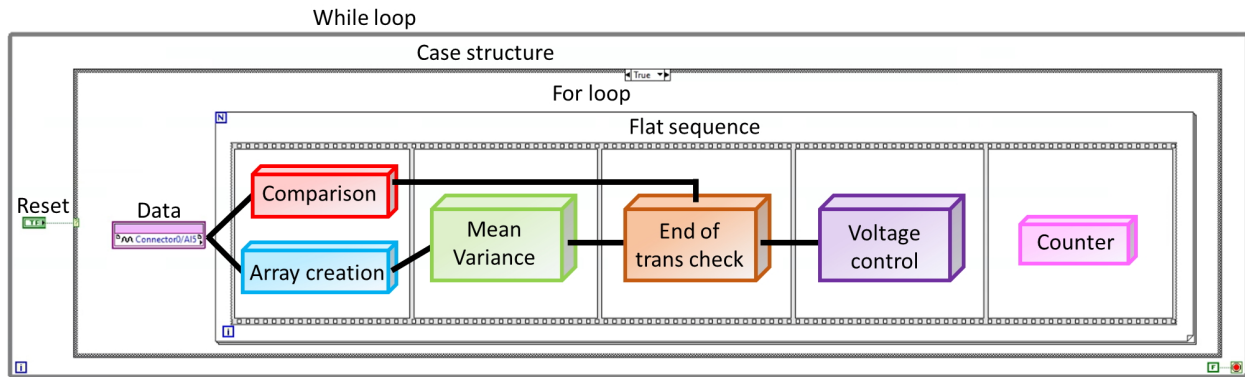 While loop
Case structure
True
For loop
N
Flat sequence
Reset
TF
Data
Connector0/AI5
Comparison
Array creation
Mean
Variance
End of
trans check
Voltage
control
Counter
i
i
F